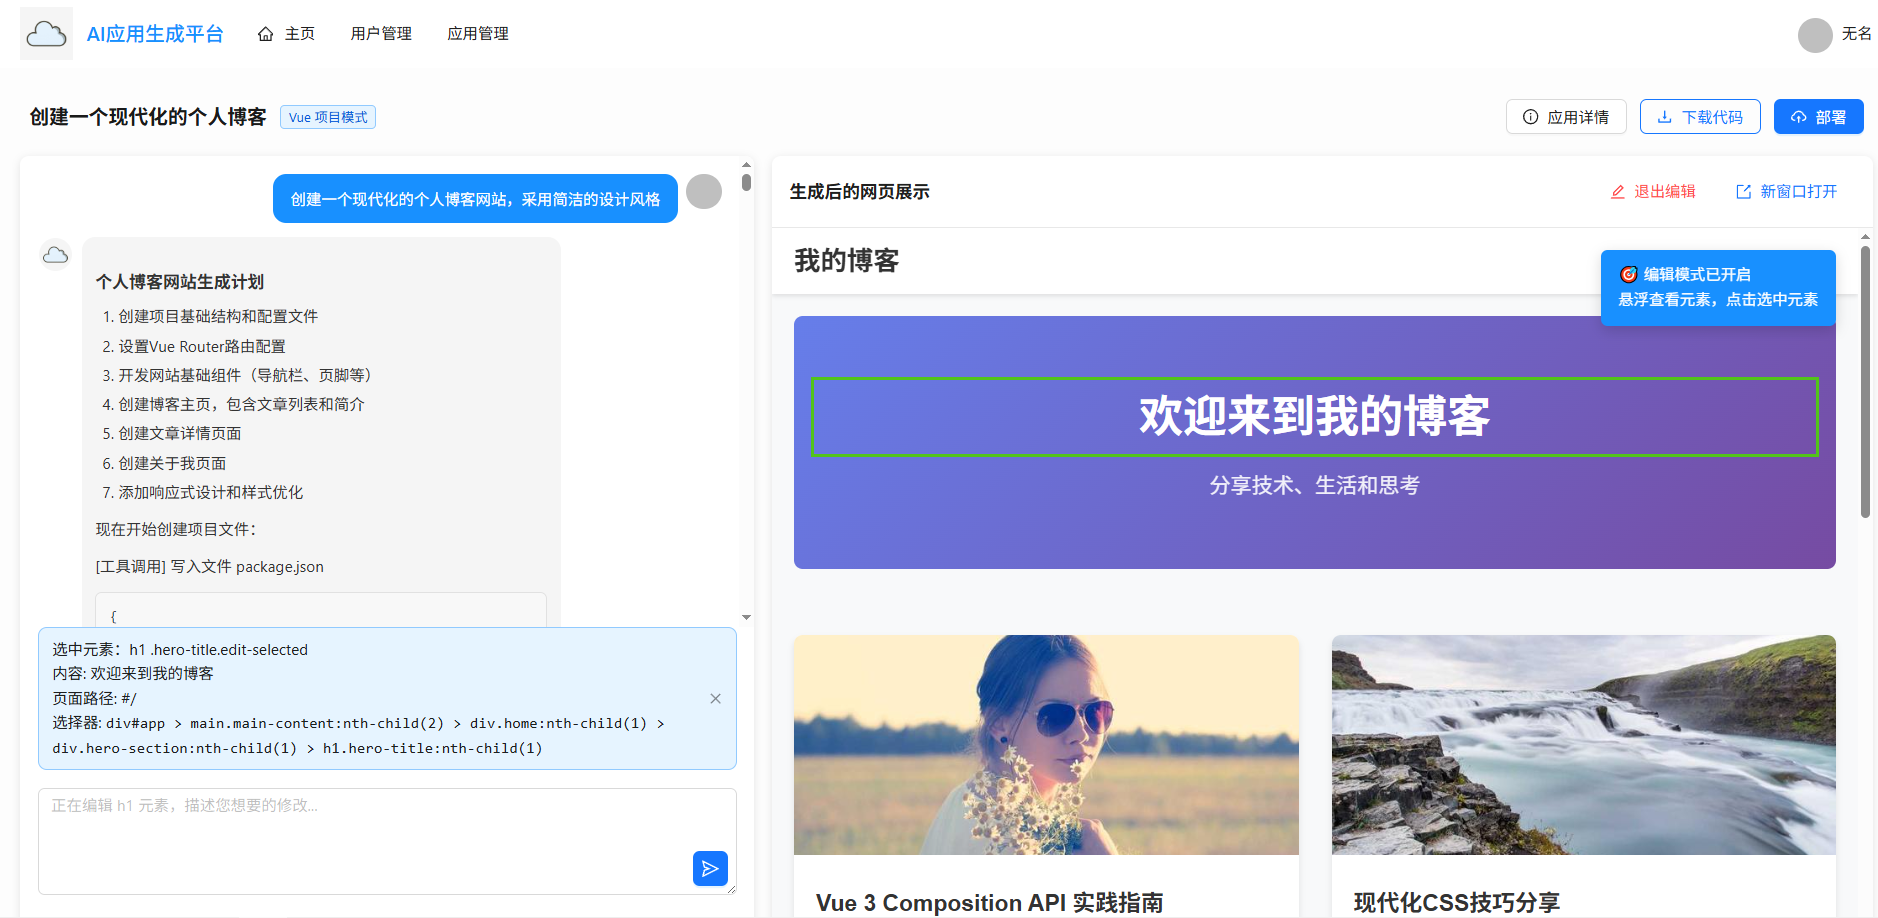 AI应用生成平台
主页
用户管理
应用管理
无名
创建一个现代化的个人博客
Vue 项目模式
应用详情
下载代码
部署
创建一个现代化的个人博客网站，采用简洁的设计风格
个人博客网站生成计划
1. 创建项目基础结构和配置文件
2. 设置Vue Router路由配置
3. 开发网站基础组件（导航栏、页脚等）
4. 创建博客主页，包含文章列表和简介
5. 创建文章详情页面
6. 创建关于我页面
7. 添加响应式设计和样式优化
现在开始创建项目文件：
[工具调用] 写入文件 package.json
{
选中元素：h1 .hero-title.edit-selected
内容: 欢迎来到我的博客
页面路径: #/
选择器: div#app > main.main-content:nth-child(2) > div.home:nth-child(1) >
div.hero-section:nth-child(1) > h1.hero-title:nth-child(1)
正在编辑 h1 元素，描述您想要的修改...
生成后的网页展示
退出编辑
新窗口打开
我的博客
编辑模式已开启
悬浮查看元素，点击选中元素
欢迎来到我的博客
分享技术、生活和思考
Vue 3 Composition API 实践指南
现代化CSS技巧分享